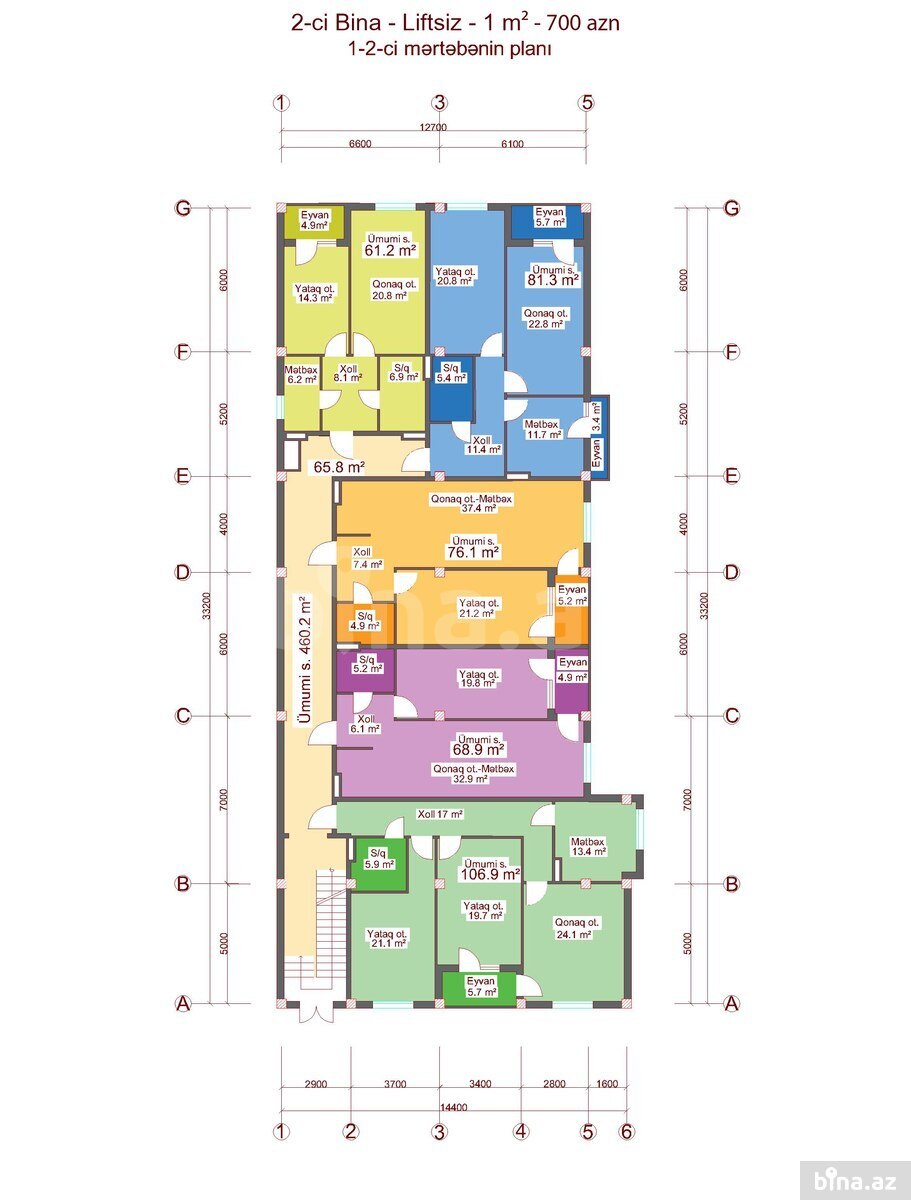 2-ci Bina - Liftsiz - 1 m² - 700 azn
1-2-ci mərtəbənin planı
1 3 5
12700
6600 6100
G G
Eyvan
4.9m²
Ümumi s.
61.2 m²
Yataq ot.
14.3 m²
Qonaq ot.
20.8 m²
Yataq ot.
20.8 m²
Eyvan
5.7 m²
Ümumi s.
81.3 m²
Qonaq ot.
22.8 m²
6000 6000
F F
Mətbəx
6.2 m²
Xoll
8.1 m²
S/q
6.9 m²
S/q
5.4 m²
Xoll
11.4 m²
Mətbəx
11.7 m²
Eyvan 3.4 m²
5200 5200
65.8 m²
E E
Qonaq ot.-Mətbəx
37.4 m²
Ümumi s.
76.1 m²
Xoll
7.4 m²
4000 4000
D D
33200 33200
Yataq ot.
21.2 m²
Eyvan
5.2 m²
S/q
4.9 m²
bina.az
Ümumi s. 460.2 m²
6000 6000
S/q
5.2 m²
Yataq ot.
19.8 m²
Eyvan
4.9 m²
C C
Xoll
6.1 m²
Ümumi s.
68.9 m²
Qonaq ot.-Mətbəx
32.9 m²
7000 7000
Xoll 17 m²
Mətbəx
13.4 m²
S/q
5.9 m²
Ümumi s.
106.9 m²
B B
Yataq ot.
19.7 m²
Yataq ot.
21.1 m²
Qonaq ot.
24.1 m²
Eyvan
5.7 m²
5000 5000
A A
2900 3700 3400 2800 1600
14400
1 2 3 4 5 6
bina.az